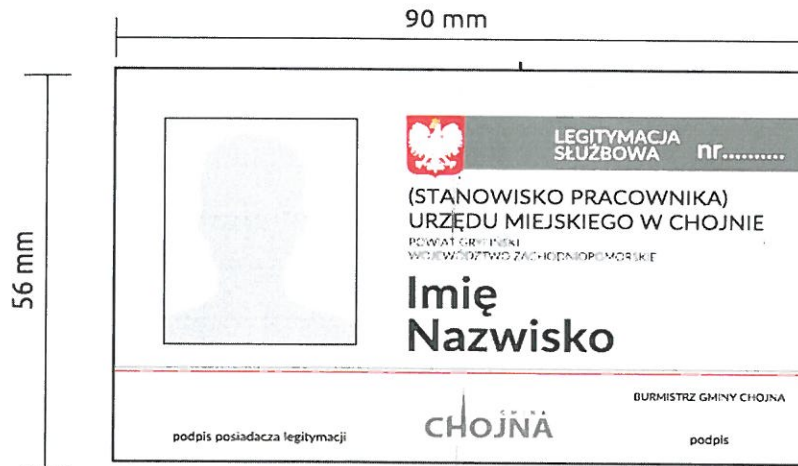 90 mm
56 mm
LEGITYMACJA
SŁUŻBOWA nr..........
(STANOWISKO PRACOWNIKA)
URZĘDU MIEJSKIEGO W CHOJNIE
POWIAT GRYFIŃSKI
WOJEWÓDZTWO ZACHODNIOPOMORSKIE
Imię
Nazwisko
podpis posiadacza legitymacji
GMINA
CHOJNA
BURMISTRZ GMINY CHOJNA
podpis